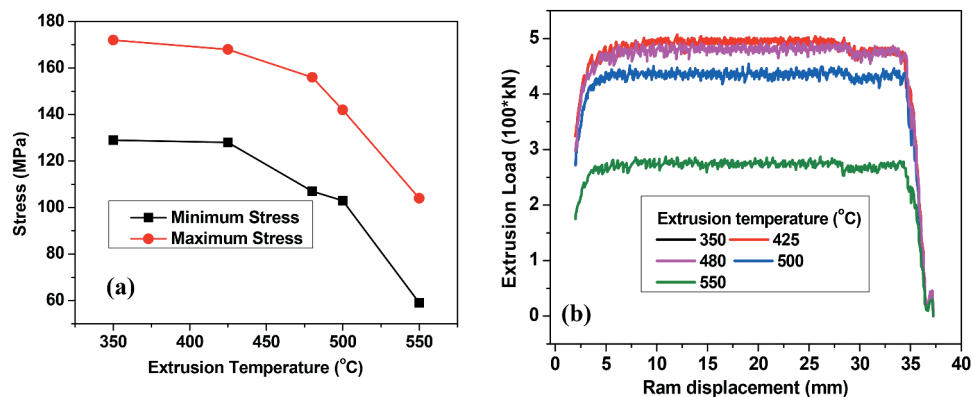 180
160
140
120
100
80
60
Stress (MPa)
Minimum Stress
Maximum Stress
(a)
350 400 450 500 550
Extrusion Temperature (°C)
5
4
3
2
1
0
Extrusion Load (100*kN)
Extrusion temperature (°C)
350 425
480 500
550
(b)
0 5 10 15 20 25 30 35 40
Ram displacement (mm)